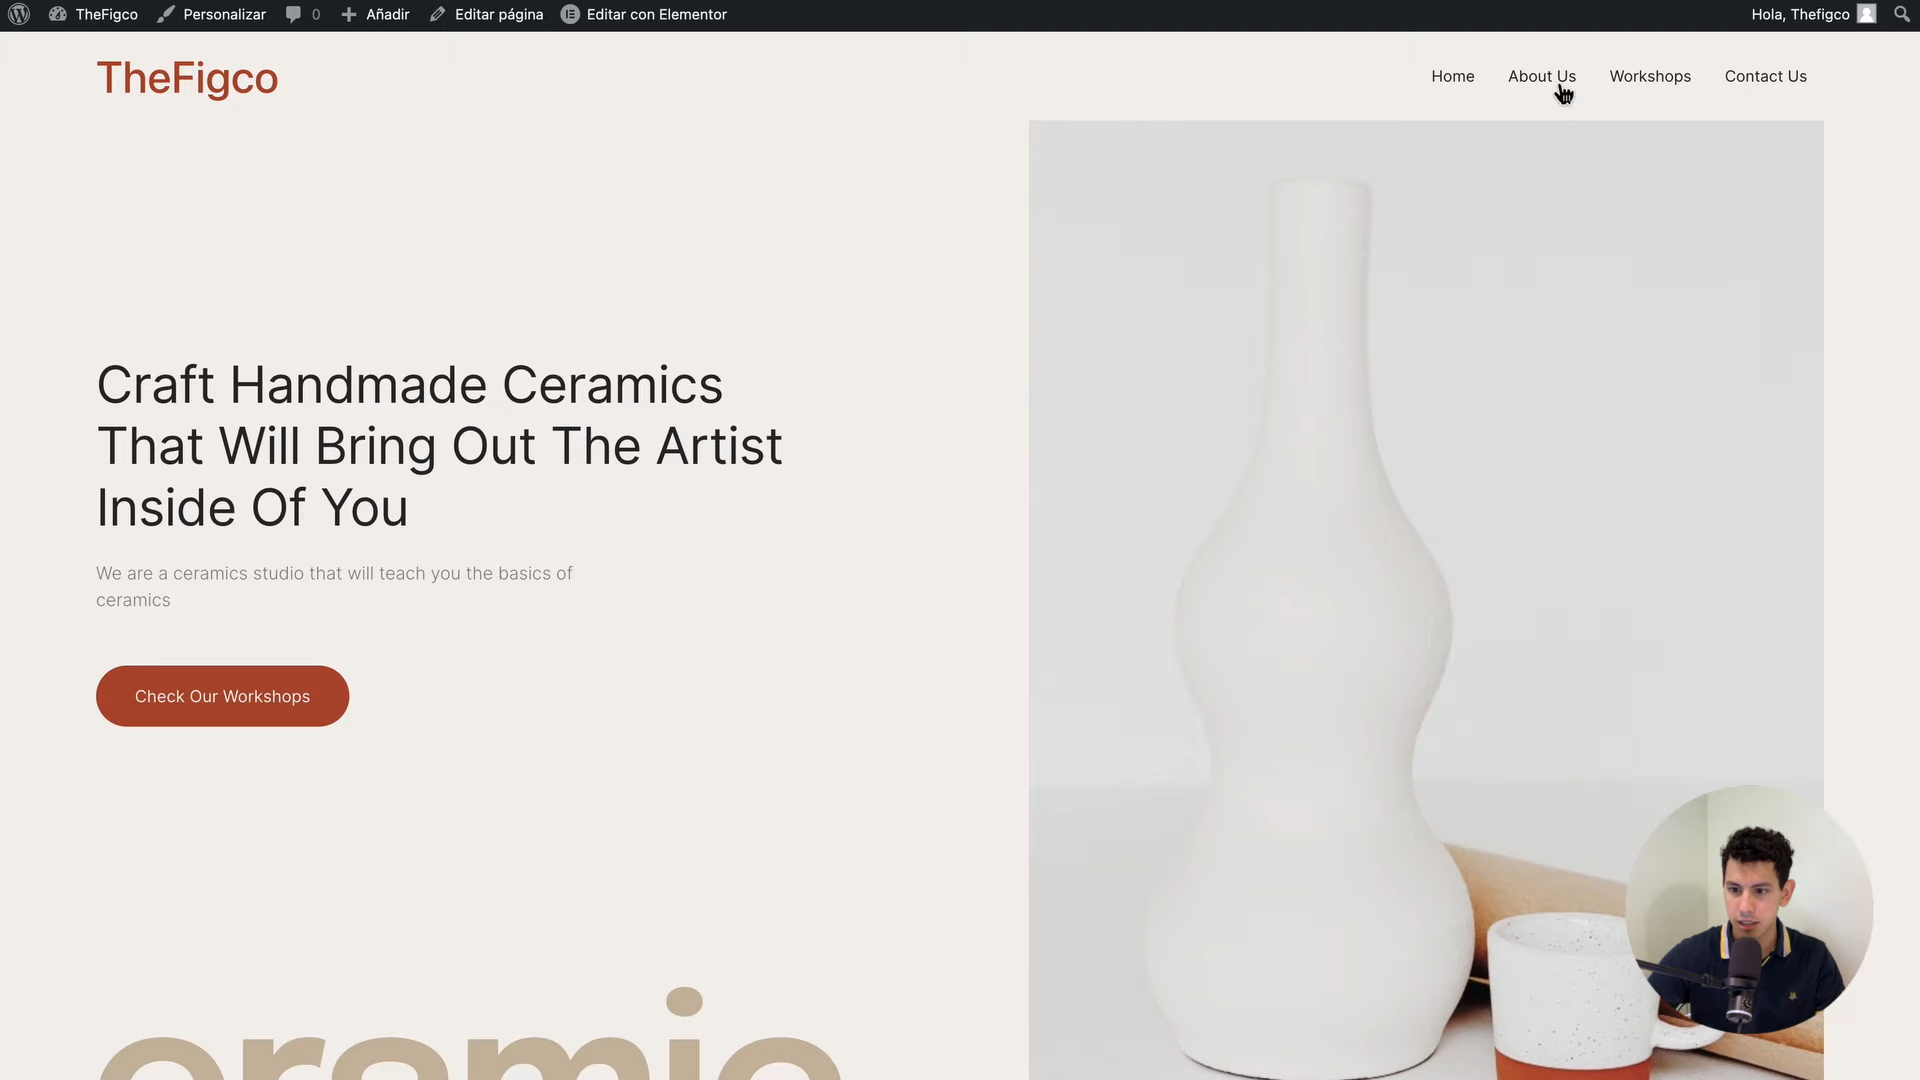 TheFigco Personalizar 0 Añadir Editar página Editar con Elementor Hola, Thefigco
TheFigco
Home About Us Workshops Contact Us
Craft Handmade Ceramics
That Will Bring Out The Artist
Inside Of You
We are a ceramics studio that will teach you the basics of
ceramics
Check Our Workshops
eramic